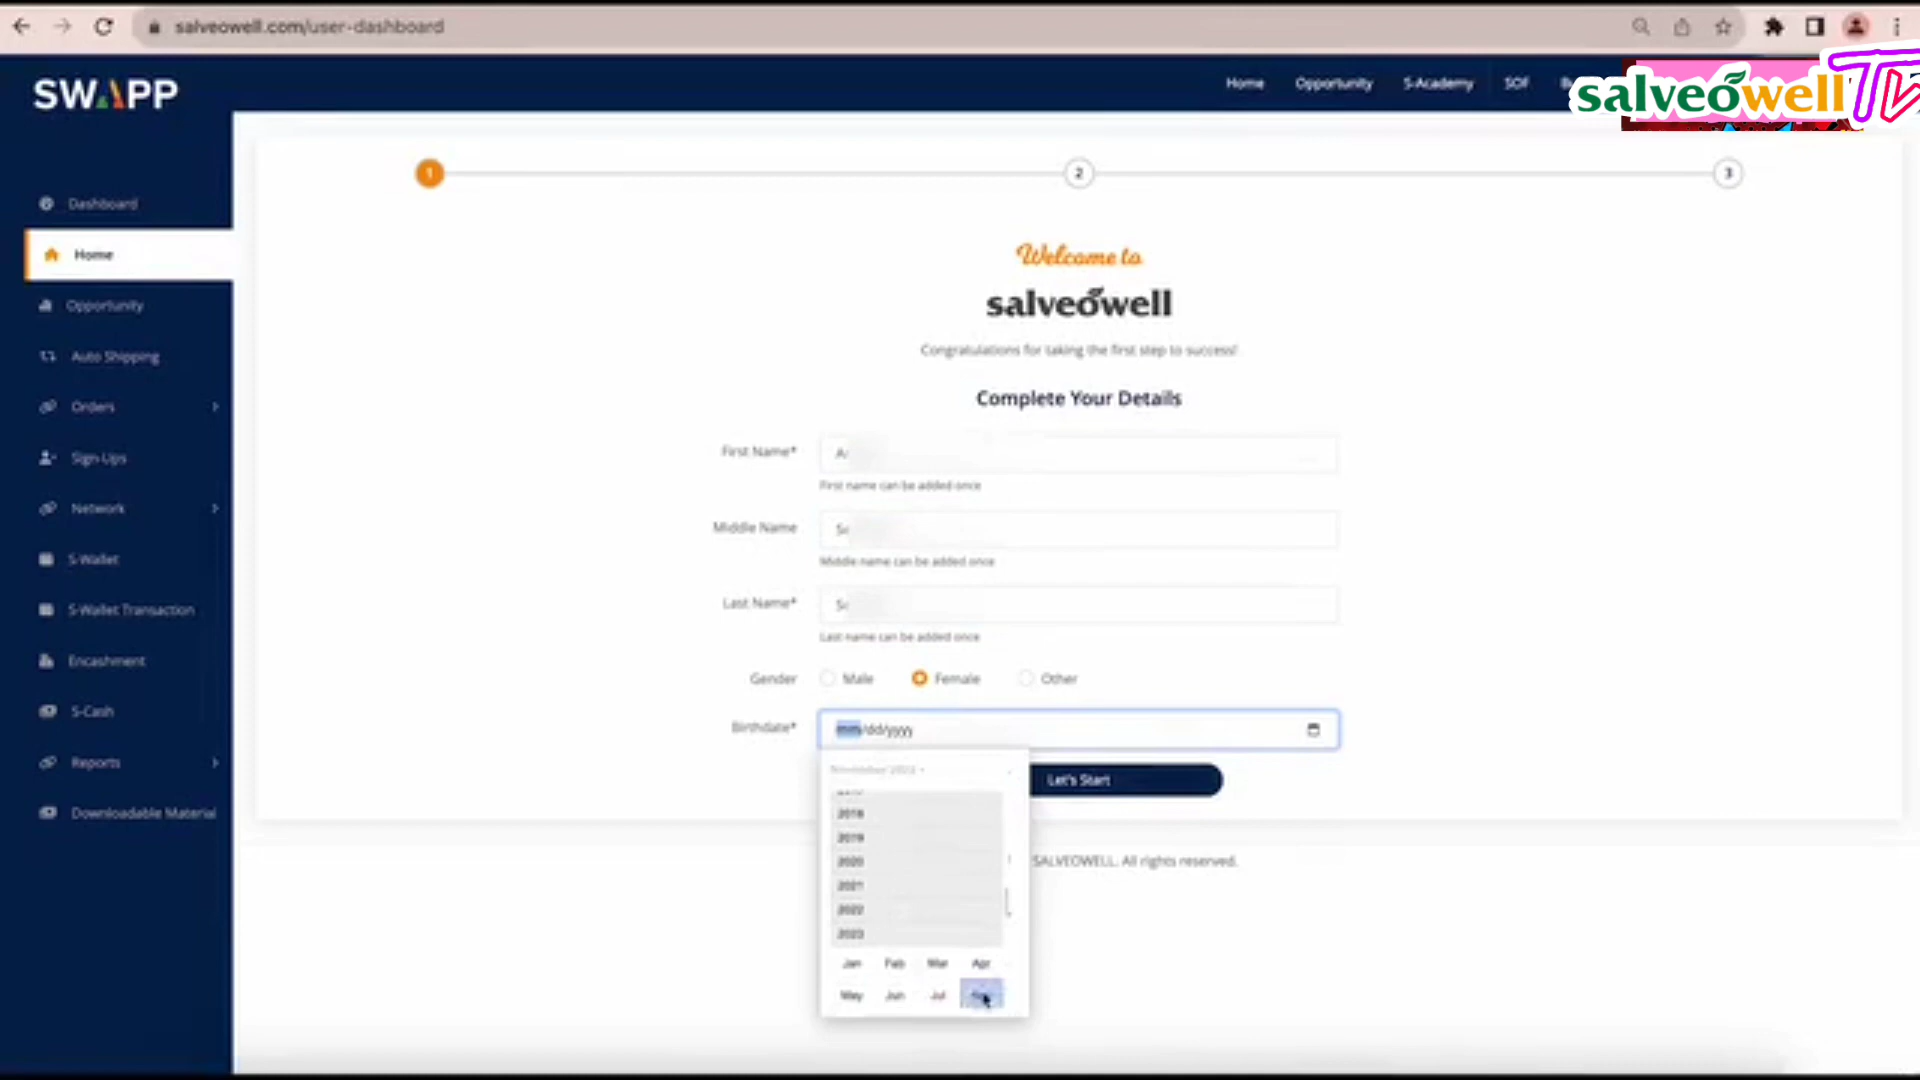 salveowell.com/user-dashboard
SWAPP
Home Opportunity S-Academy SOF
salveowell TV
1 2 3
Dashboard
Home
Opportunity
Auto Shipping
Orders
Sign-Ups
Network
S-Wallet
S-Wallet Transaction
Encashment
S-Cash
Reports
Downloadable Material
Welcome to
salveowell
Congratulations for taking the first step to success!
Complete Your Details
First Name*
First name can be added once
Middle Name
Middle name can be added once
Last Name*
Last name can be added once
Gender Male Female Other
Birthdate* mm/dd/yyyy
Let's Start
2018
2019
2020
2021
2022
2023
Jan Feb Mar Apr
May Jun Jul
SALVEOWELL. All rights reserved.